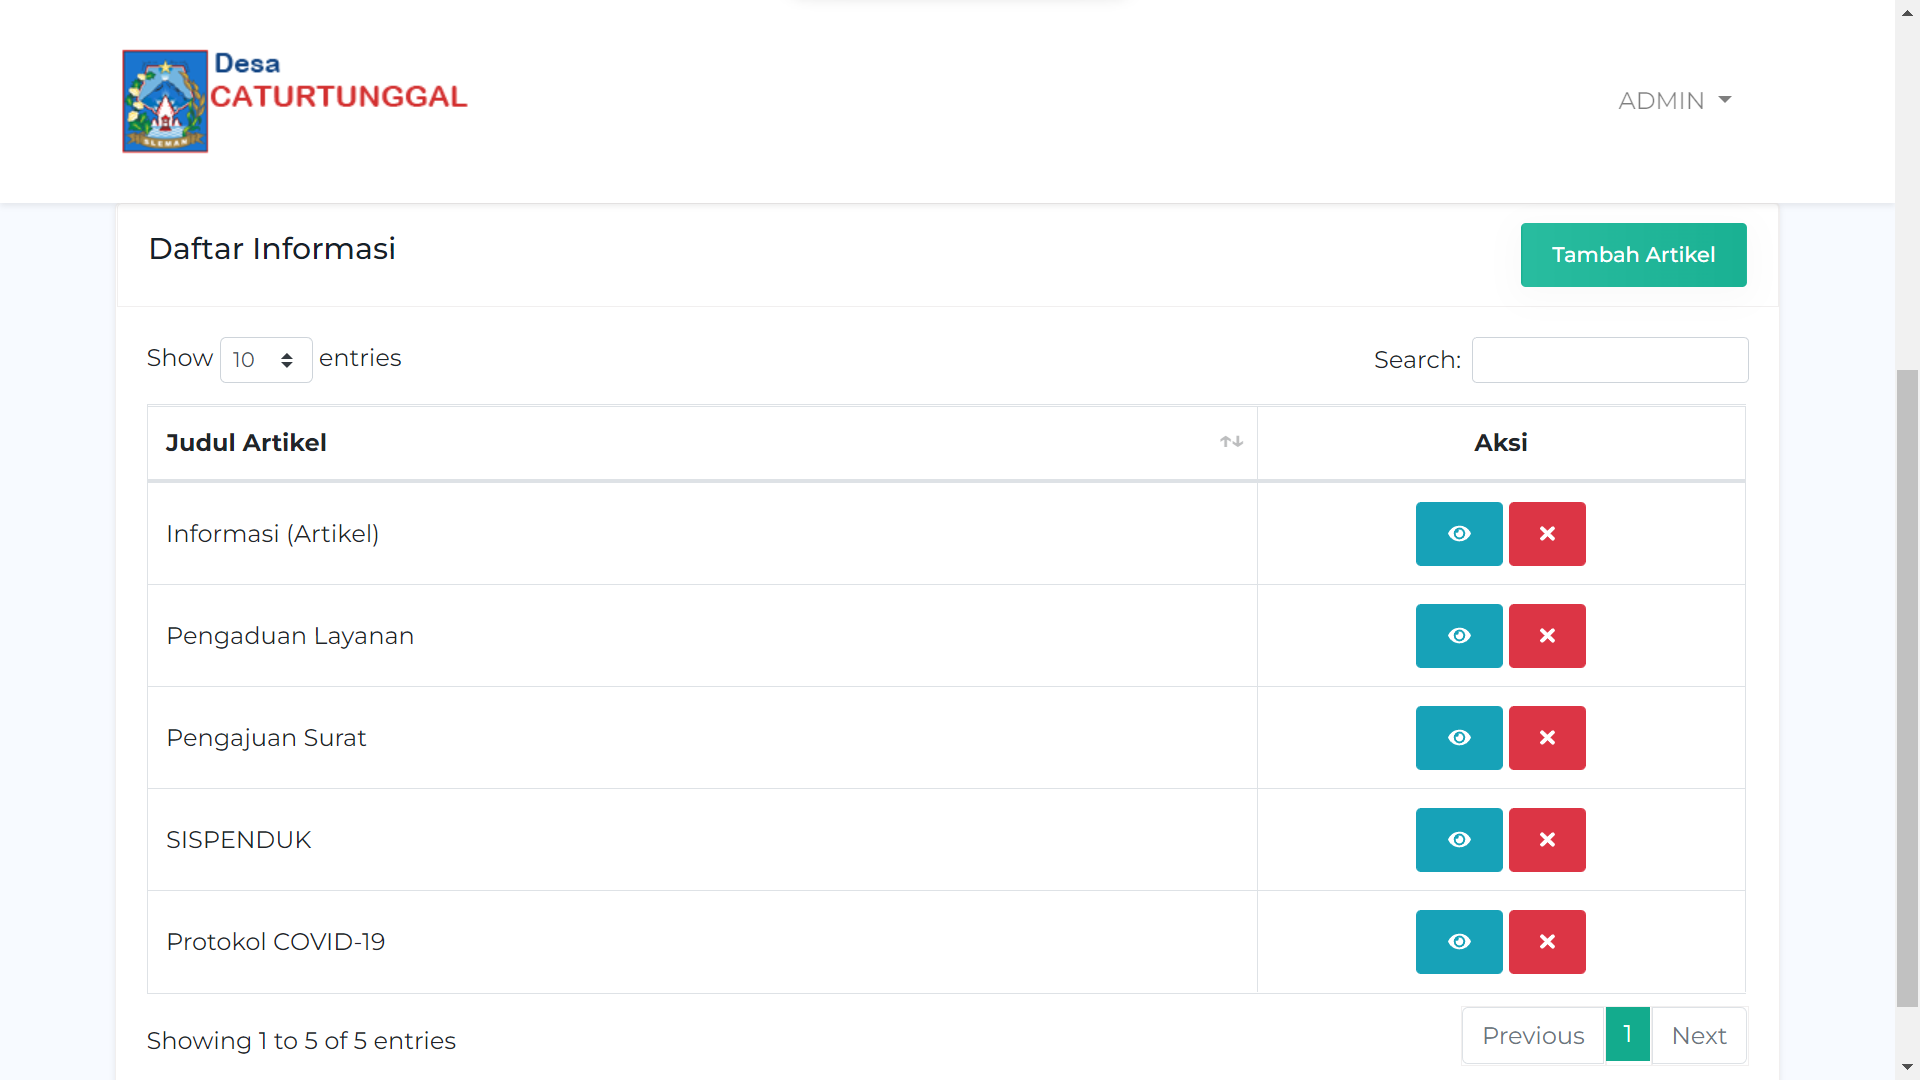 Desa
CATURTUNGGAL
SLEMAN
ADMIN
Daftar Informasi
Tambah Artikel
Show 10 entries
Search:
Judul Artikel
Aksi
Informasi (Artikel)
Pengaduan Layanan
Pengajuan Surat
SISPENDUK
Protokol COVID-19
Showing 1 to 5 of 5 entries
Previous 1 Next